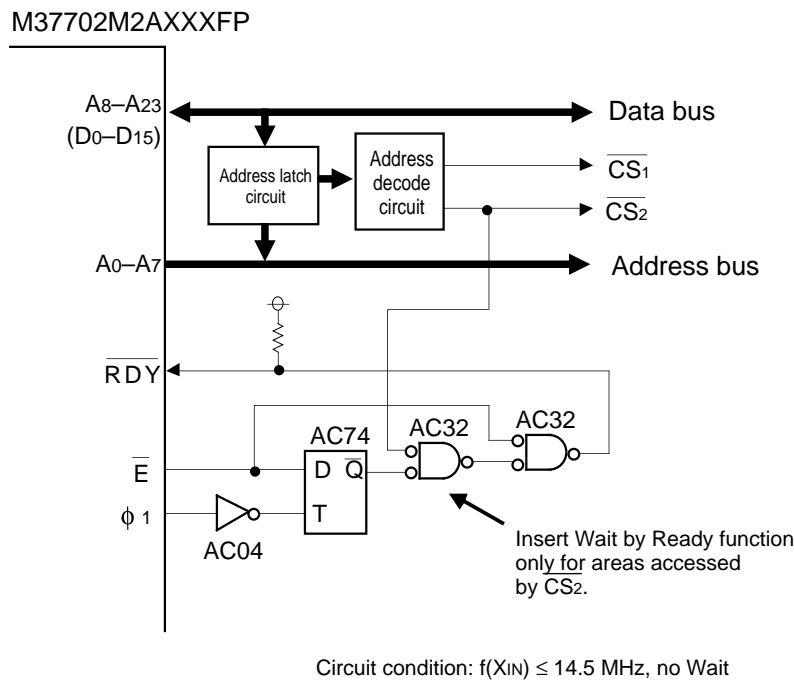 M37702M2AXXXFP
A8–A23
(D0–D15)
Data bus
Address latch
circuit
Address
decode
circuit
CS1
CS2
A0–A7
Address bus
RDY
AC32
AC32
AC74
E
D Q
ϕ 1
T
AC04
Insert Wait by Ready function
only for areas accessed
by CS2.
Circuit condition: f(XIN) ≤ 14.5 MHz, no Wait